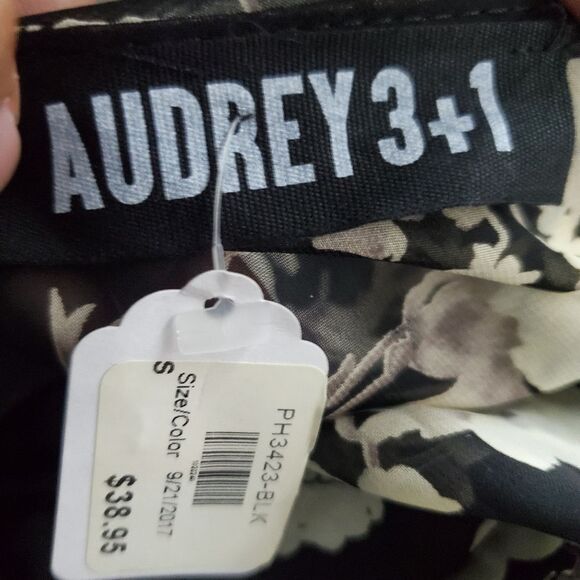 AUDREY 3+1
PH3423-BLK
Size/Color 9/21/2017
S
$38.95